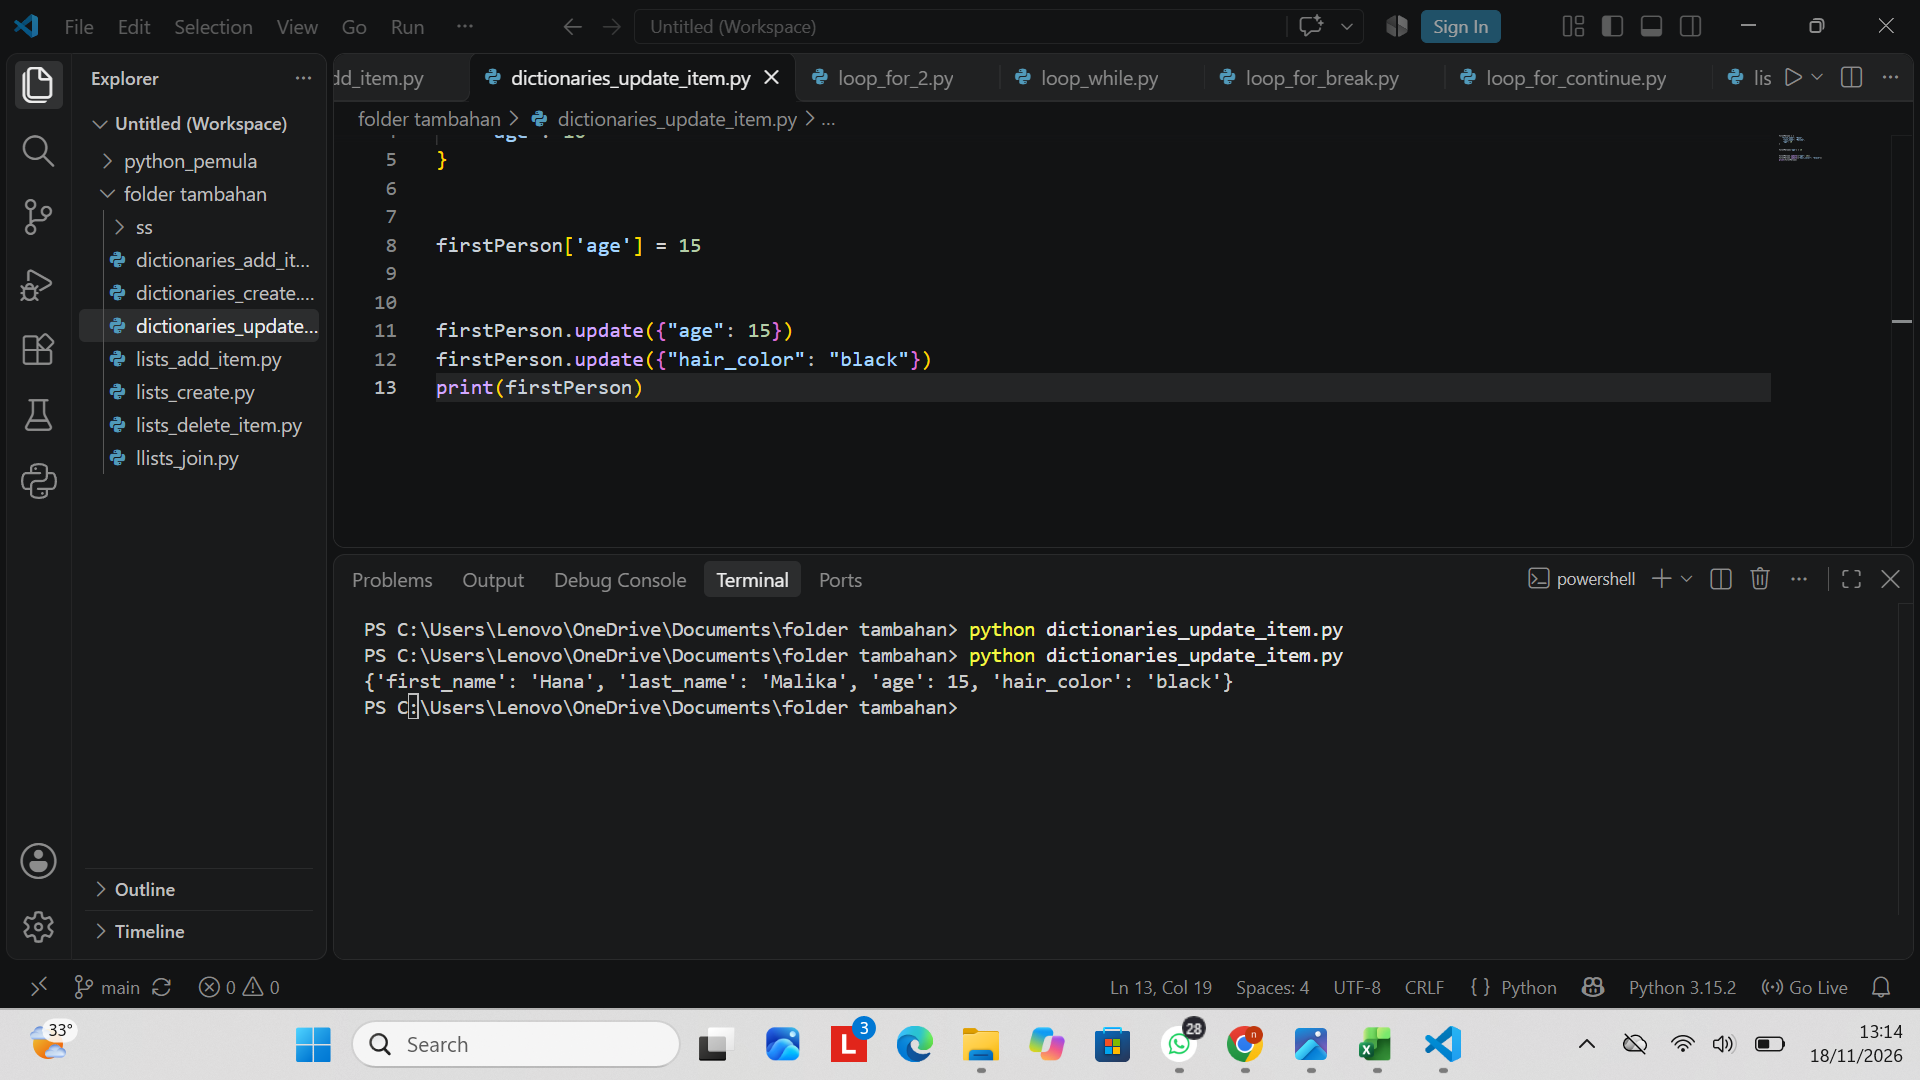 File Edit Selection View Go Run ··· Untitled (Workspace) Sign In
Explorer ···
dd_item.py dictionaries_update_item.py loop_for_2.py loop_while.py loop_for_break.py loop_for_continue.py lis ···
folder tambahan > dictionaries_update_item.py > ...
Untitled (Workspace)
python_pemula
folder tambahan
ss
dictionaries_add_it...
dictionaries_create....
dictionaries_update...
lists_add_item.py
lists_create.py
lists_delete_item.py
llists_join.py
Outline
Timeline
5 }
6
7
8 firstPerson['age'] = 15
9
10
11 firstPerson.update({"age": 15})
12 firstPerson.update({"hair_color": "black"})
13 print(firstPerson)
Problems Output Debug Console Terminal Ports powershell ···
PS C:\Users\Lenovo\OneDrive\Documents\folder tambahan> python dictionaries_update_item.py
PS C:\Users\Lenovo\OneDrive\Documents\folder tambahan> python dictionaries_update_item.py
{'first_name': 'Hana', 'last_name': 'Malika', 'age': 15, 'hair_color': 'black'}
PS C:\Users\Lenovo\OneDrive\Documents\folder tambahan>
main 0 0 Ln 13, Col 19 Spaces: 4 UTF-8 CRLF { } Python Python 3.15.2 Go Live
33° Search 3 L 28 n 13:14
18/11/2026